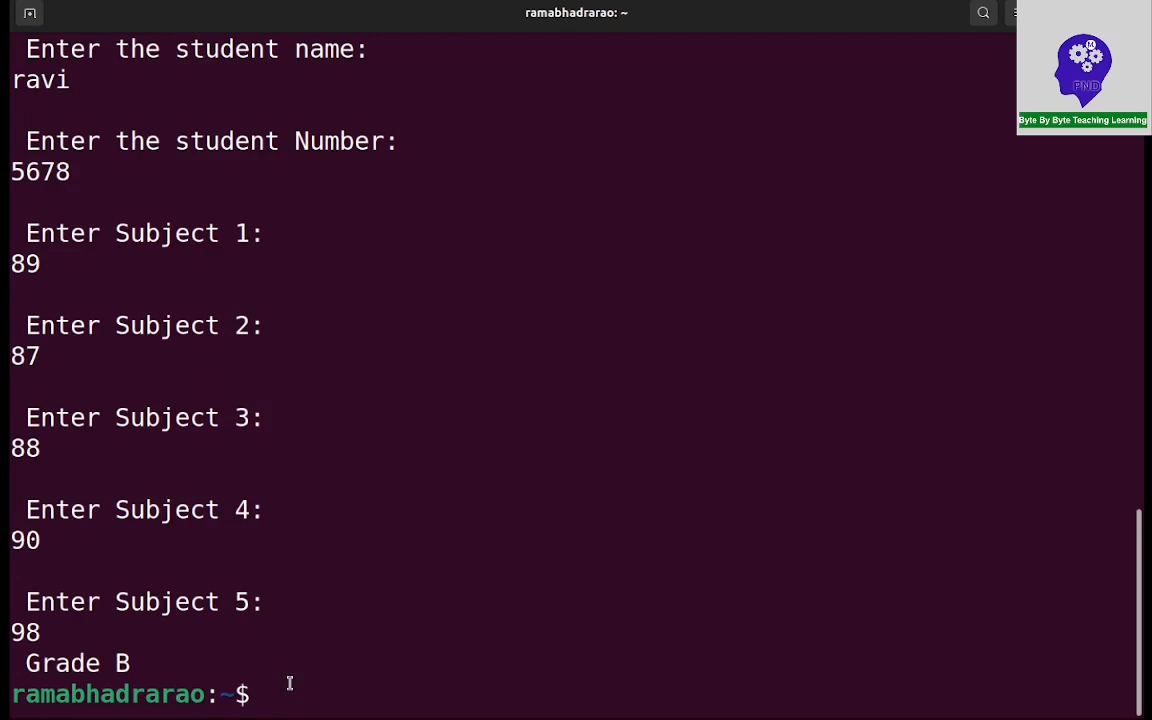 ramabhadrarao: ~
Enter the student name:
ravi
Enter the student Number:
5678
Enter Subject 1:
89
Enter Subject 2:
87
Enter Subject 3:
88
Enter Subject 4:
90
Enter Subject 5:
98
Grade B
ramabhadrarao:~$
PND
Byte By Byte Teaching Learning